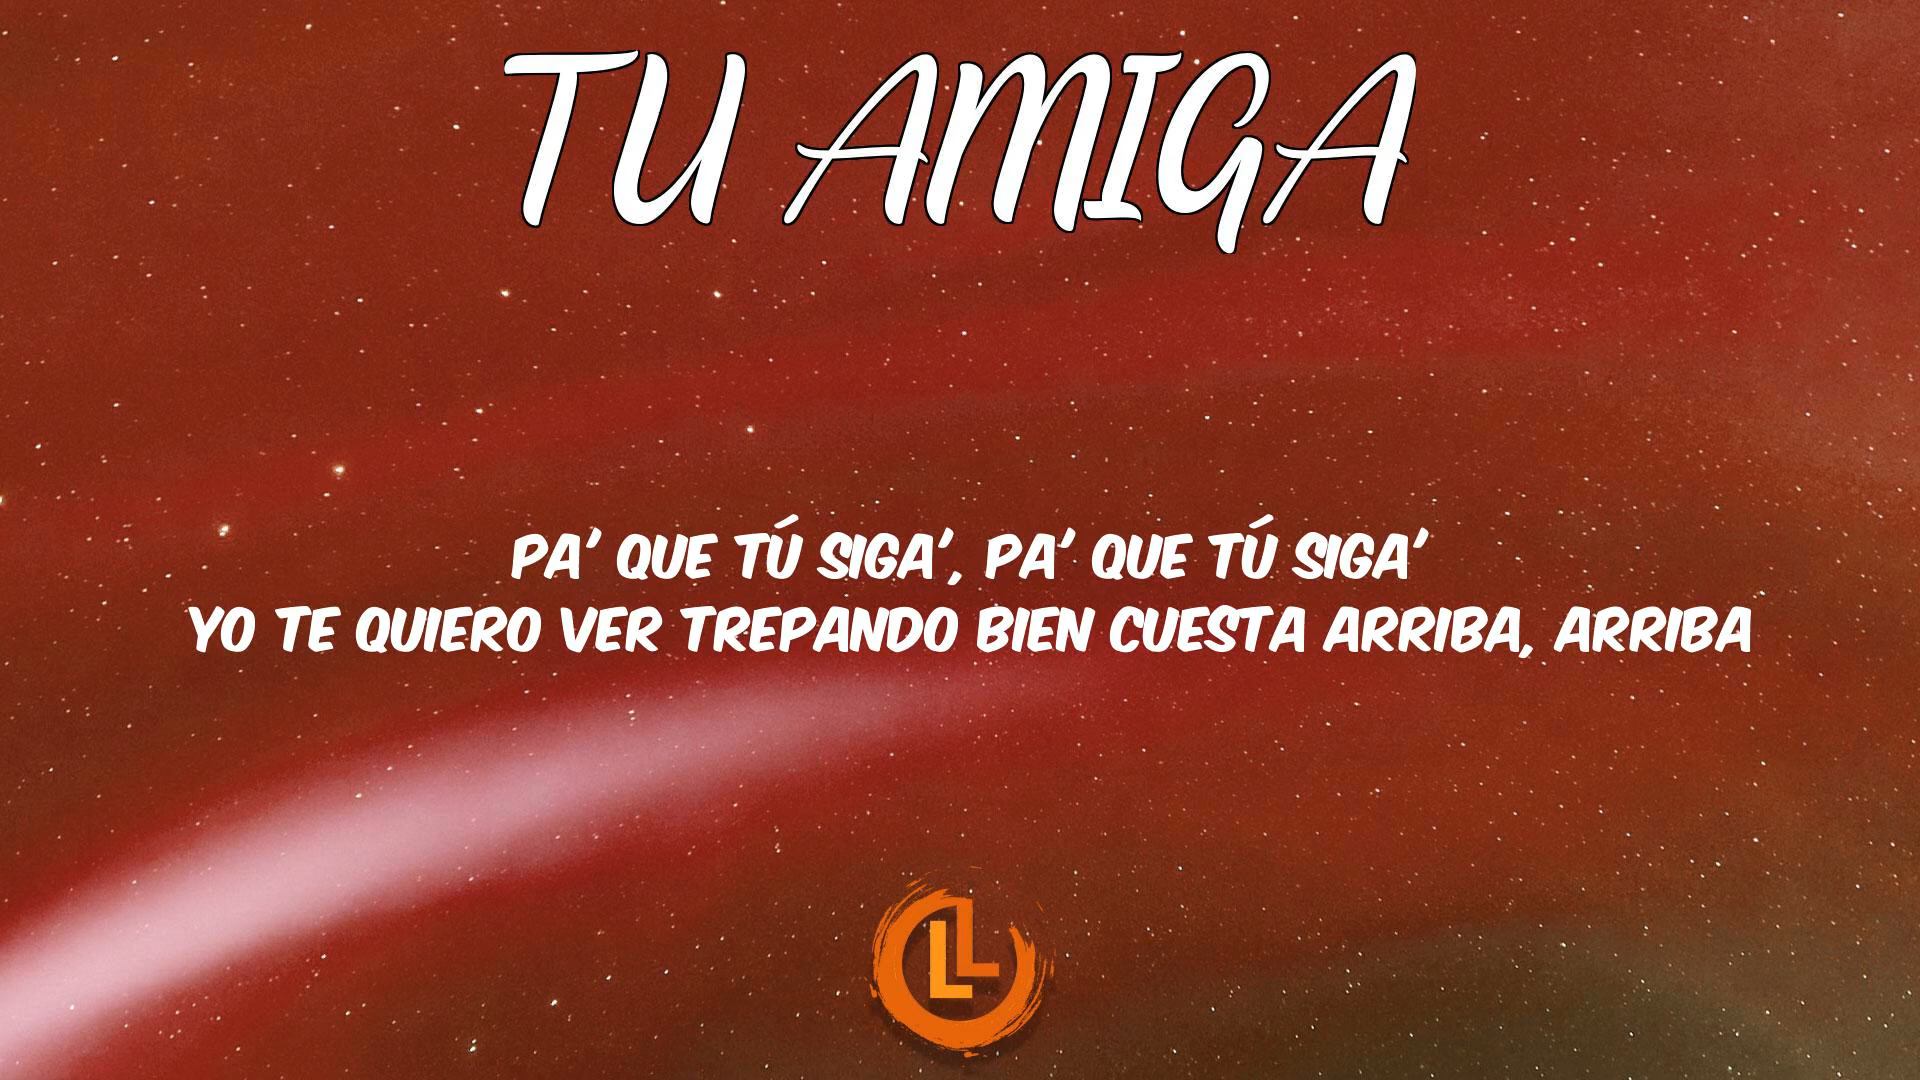 TU AMIGA
PA' QUE TÚ SIGA', PA' QUE TÚ SIGA'
YO TE QUIERO VER TREPANDO BIEN CUESTA ARRIBA, ARRIBA
LL